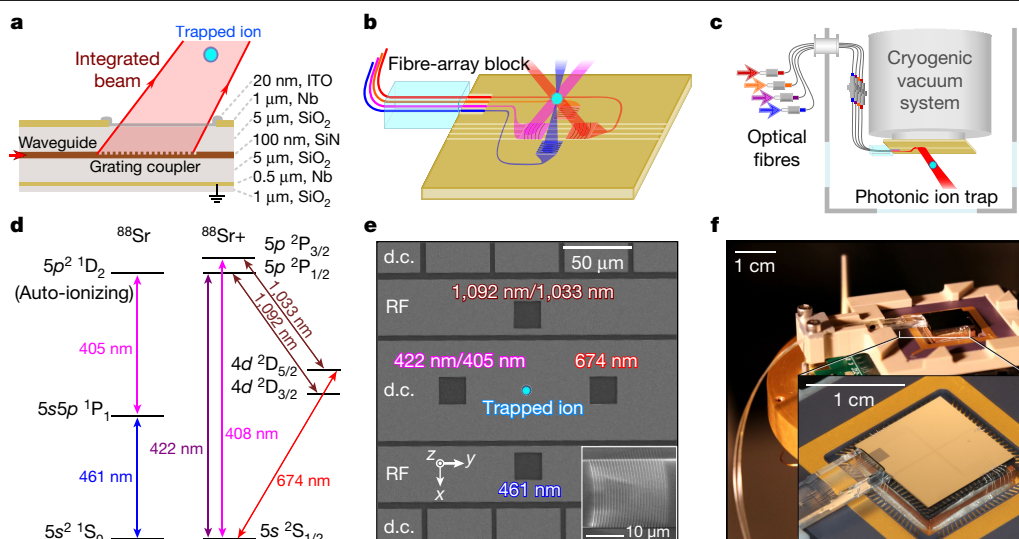 a
Trapped ion
Integrated
beam
20 nm, ITO
1 μm, Nb
5 μm, SiO₂
100 nm, SiN
5 μm, SiO₂
0.5 μm, Nb
1 μm, SiO₂
Waveguide
Grating coupler
b
Fibre-array block
c
Cryogenic
vacuum
system
Optical
fibres
Photonic ion trap
d
⁸⁸Sr
⁸⁸Sr+
5p² ¹D₂
(Auto-ionizing)
405 nm
5s5p ¹P₁
461 nm
5s² ¹S₀
5p ²P₃/₂
5p ²P₁/₂
1,033 nm
1,092 nm
4d ²D₅/₂
4d ²D₃/₂
422 nm
408 nm
674 nm
5s ²S₁/₂
e
d.c.
50 μm
RF
1,092 nm/1,033 nm
422 nm/405 nm
674 nm
d.c.
Trapped ion
RF
z
y
x
461 nm
d.c.
10 μm
f
1 cm
1 cm